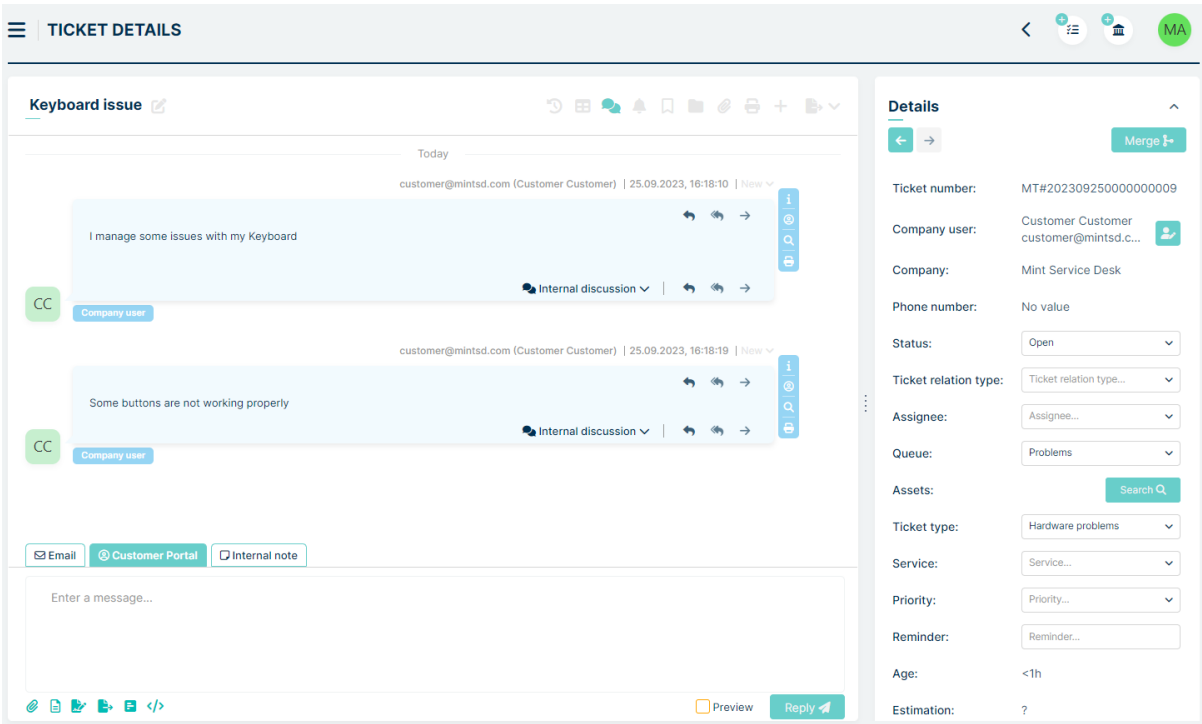 TICKET DETAILS
MA
Keyboard issue
Today
customer@mintsd.com (Customer Customer) | 25.09.2023, 16:18:10 | New
I manage some issues with my Keyboard
Internal discussion
CC
Company user
customer@mintsd.com (Customer Customer) | 25.09.2023, 16:18:19 | New
Some buttons are not working properly
Internal discussion
CC
Company user
Email
Customer Portal
Internal note
Enter a message...
Preview
Reply
Details
Merge
Ticket number: MT#202309250000000009
Company user: Customer Customer
customer@mintsd.c...
Company: Mint Service Desk
Phone number: No value
Status: Open
Ticket relation type: Ticket relation type...
Assignee: Assignee...
Queue: Problems
Assets: Search
Ticket type: Hardware problems
Service: Service...
Priority: Priority...
Reminder: Reminder...
Age: <1h
Estimation: ?